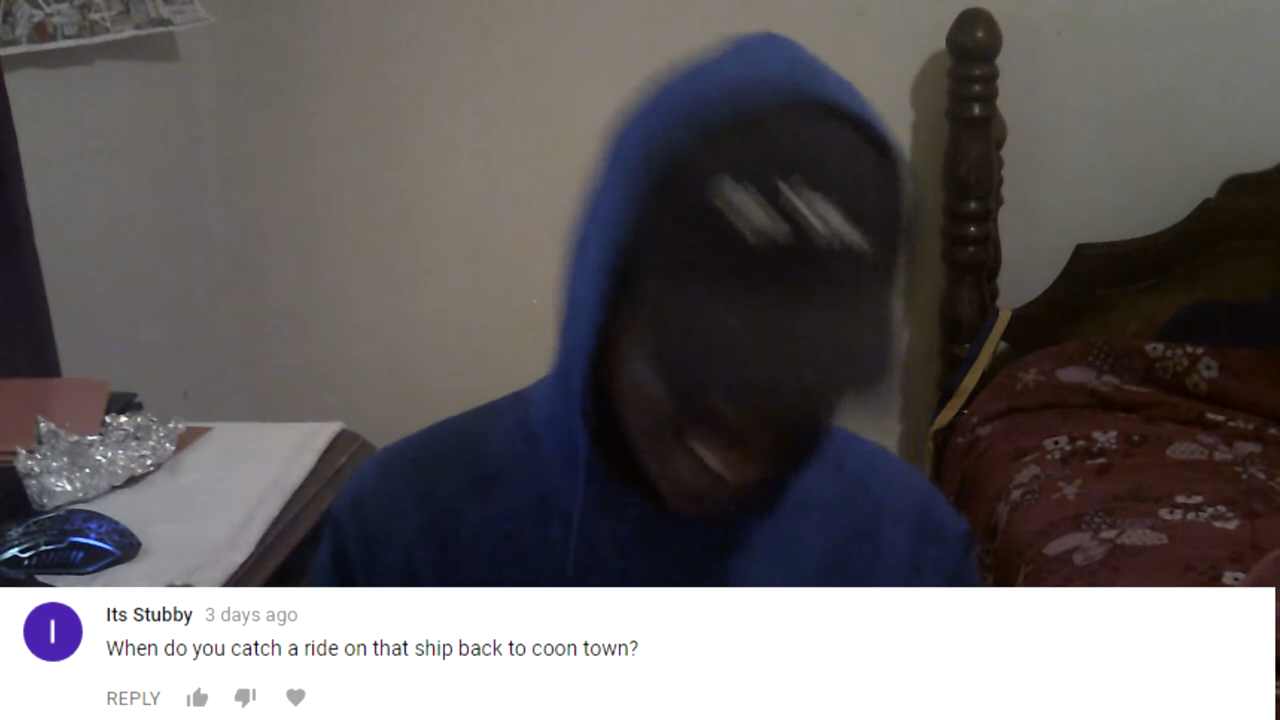 Its Stubby 3 days ago
When do you catch a ride on that ship back to coon town?
REPLY